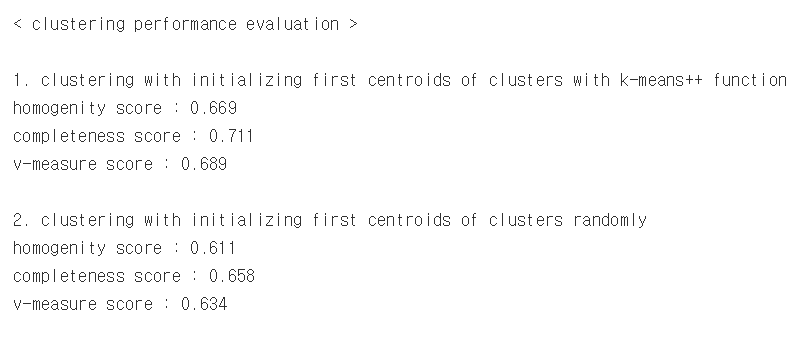 < clustering performance evaluation >
1. clustering with initializing first centroids of clusters with k-means++ function
homogenity score : 0.669
completeness score : 0.711
v-measure score : 0.689
2. clustering with initializing first centroids of clusters randomly
homogenity score : 0.611
completeness score : 0.658
v-measure score : 0.634